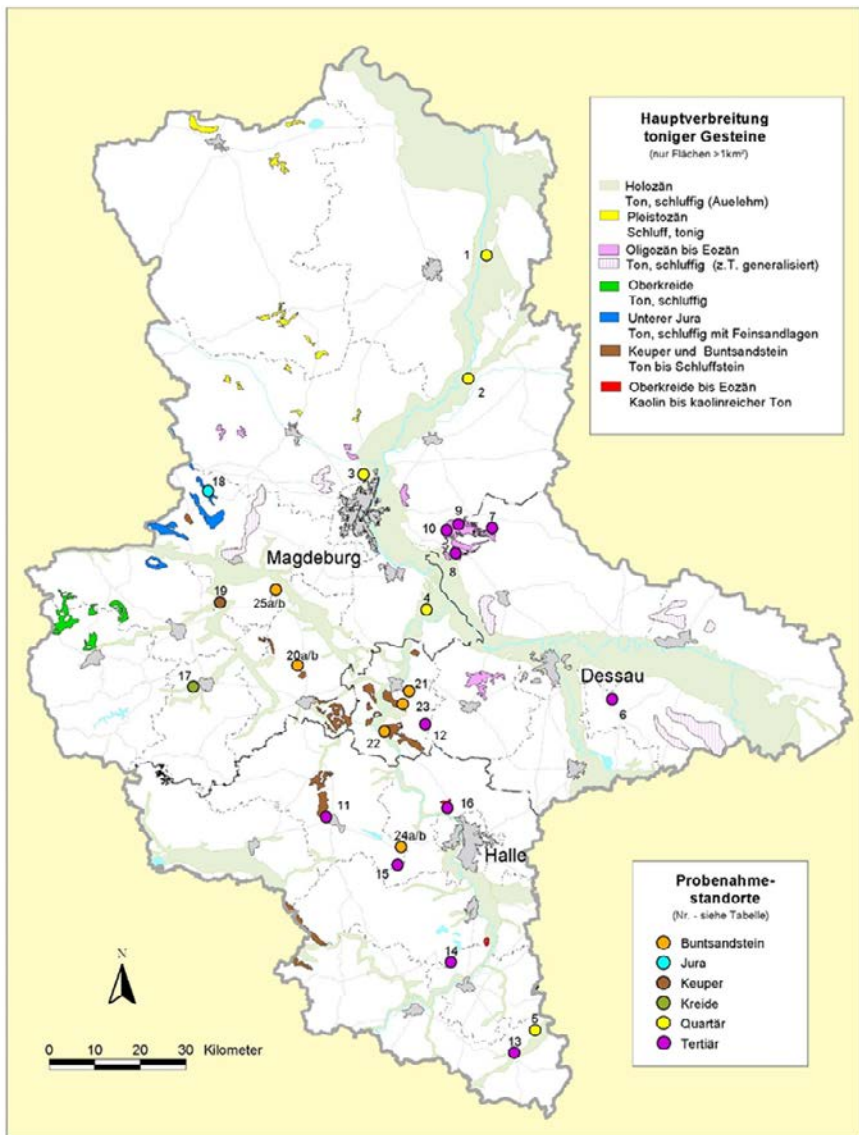 Hauptverbreitung
toniger Gesteine
(nur Flächen >1km²)
Holozän
Ton, schluffig (Auelehm)
Pleistozän
Schluff, tonig
Oligozän bis Eozän
Ton, schluffig (z.T. generalisiert)
Oberkreide
Ton, schluffig
Unterer Jura
Ton, schluffig mit Feinsandlagen
Keuper und Buntsandstein
Ton bis Schluffstein
Oberkreide bis Eozän
Kaolin bis kaolinreicher Ton
1
2
3
18
9
7
10
8
Magdeburg
19
25a/b
4
20a/b
17
21
23
22
12
Dessau
6
11
16
24a/b
Halle
15
14
5
13
N
0 10 20 30 Kilometer
Probenahme-
standorte
(Nr. - siehe Tabelle)
Buntsandstein
Jura
Keuper
Kreide
Quartär
Tertiär